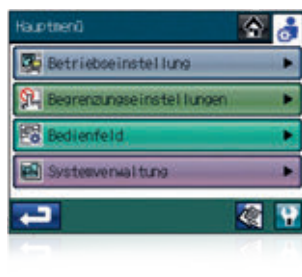 Hauptmenü
Betriebseinstellung
Begrenzungseinstellungen
Bedienfeld
Systemverwaltung